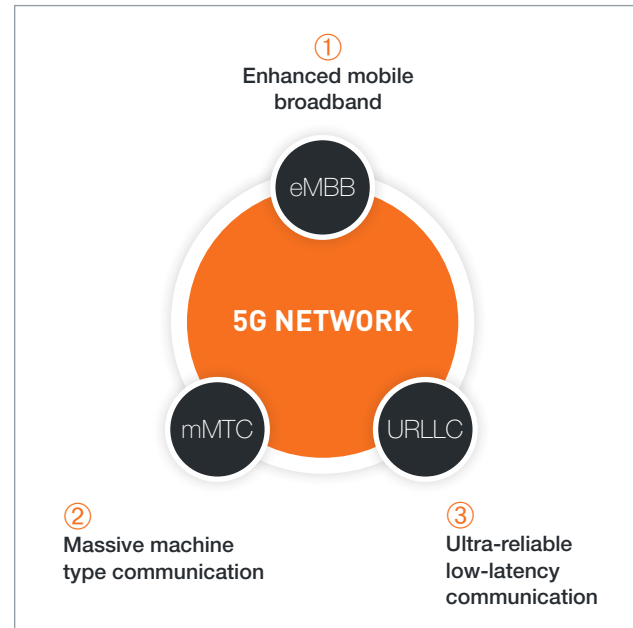 ①
Enhanced mobile
broadband
eMBB
5G NETWORK
mMTC
URLLC
②
Massive machine
type communication
③
Ultra-reliable
low-latency
communication